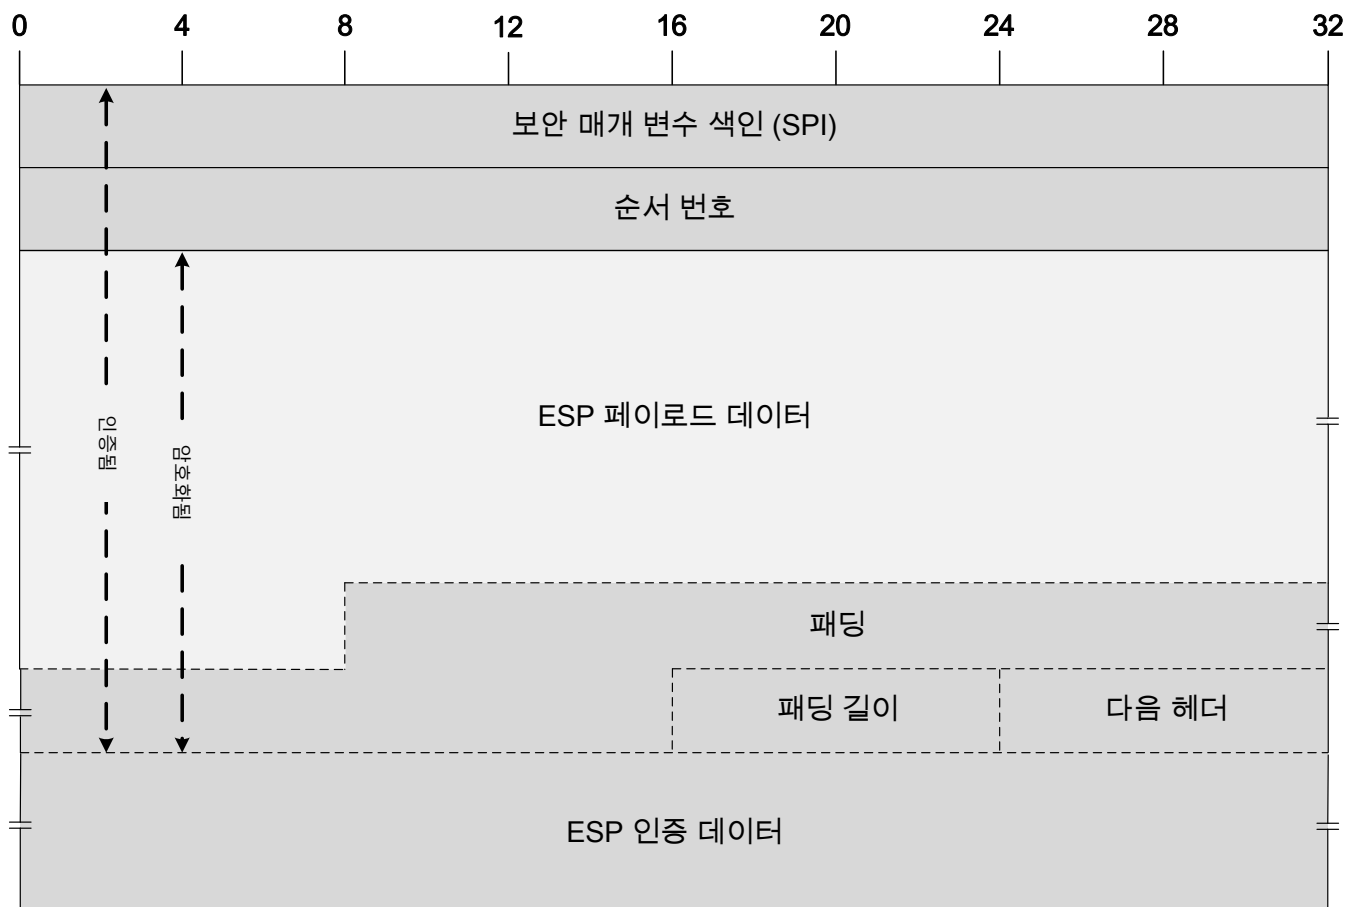 0 4 8 12 16 20 24 28 32
보안 매개 변수 색인 (SPI)
순서 번호
ESP 페이로드 데이터
인증됨
암호화됨
패딩
패딩 길이
다음 헤더
ESP 인증 데이터